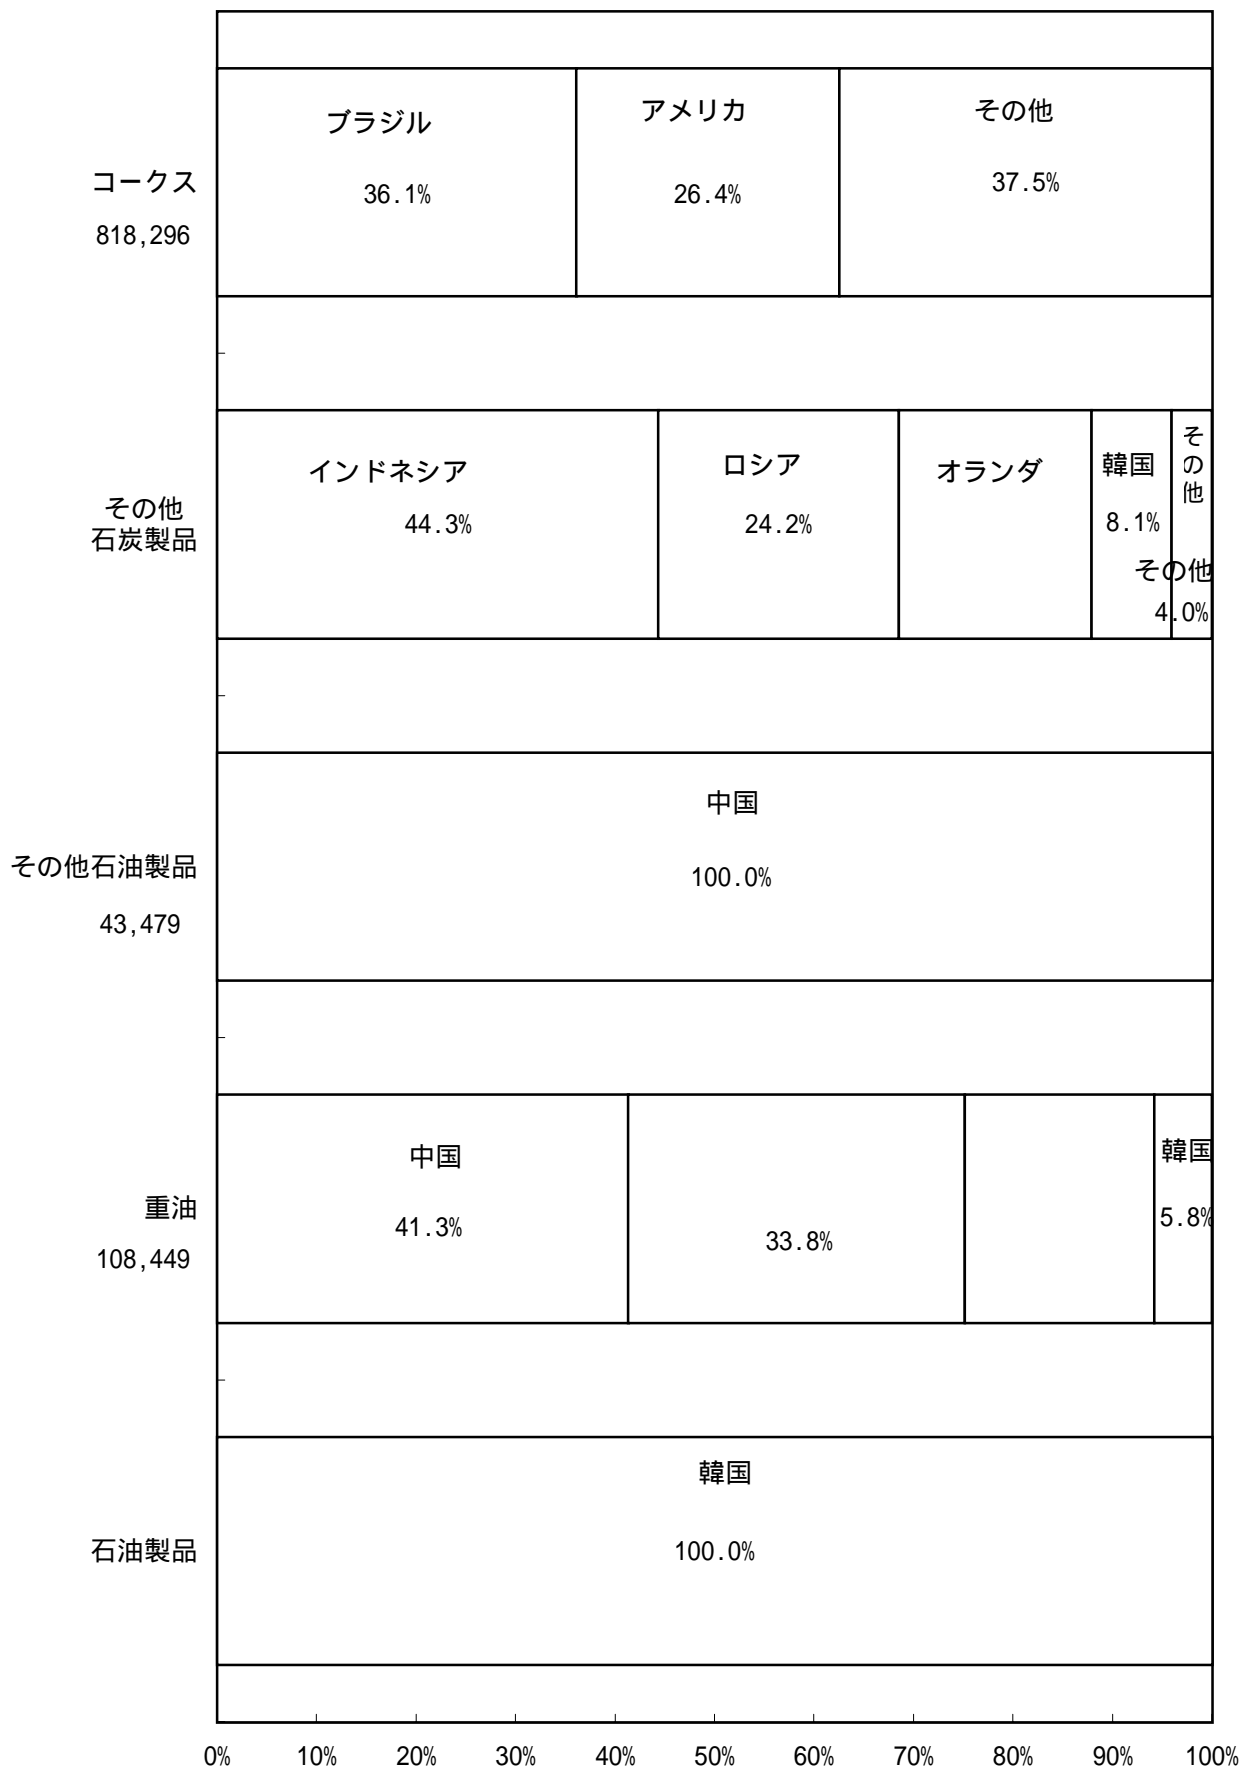 ブラジル
アメリカ
その他
36.1%
26.4%
37.5%
コークス
818,296
インドネシア
ロシア
オランダ
韓国
その他
44.3%
24.2%
8.1%
その他
4.0%
その他
石炭製品
中国
100.0%
その他石油製品
43,479
中国
韓国
41.3%
33.8%
5.8%
重油
108,449
韓国
100.0%
石油製品
0% 10% 20% 30% 40% 50% 60% 70% 80% 90% 100%